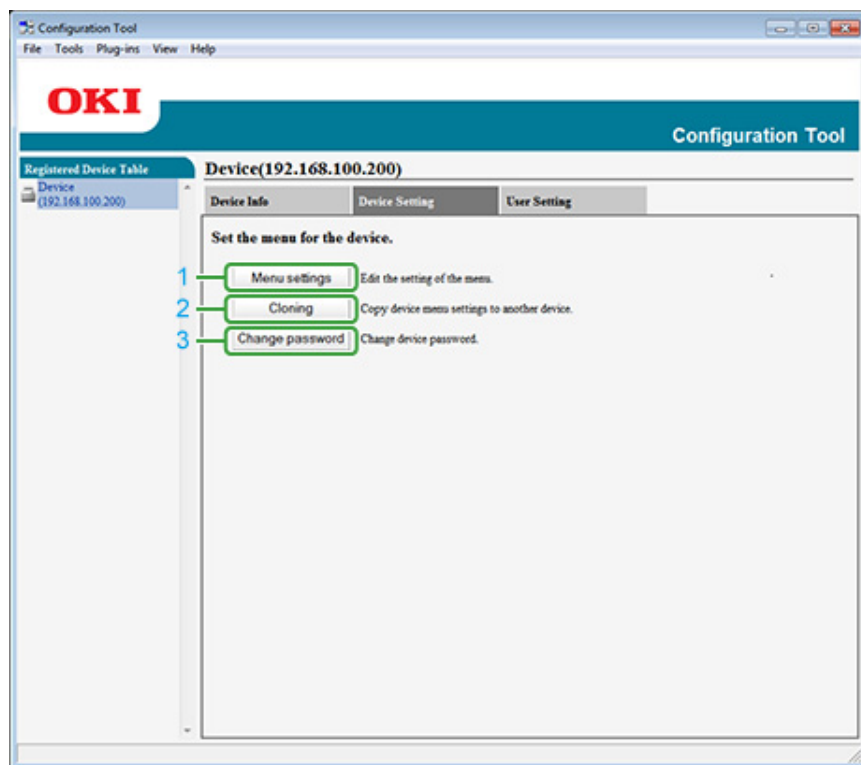 Configuration Tool
File Tools Plug-ins View Help
OKI
Configuration Tool
Registered Device Table
Device
(192.168.100.200)
Device(192.168.100.200)
Device Info Device Setting User Setting
Set the menu for the device.
1 Menu settings Edit the setting of the menu.
2 Cloning Copy device menu settings to another device.
3 Change password Change device password.